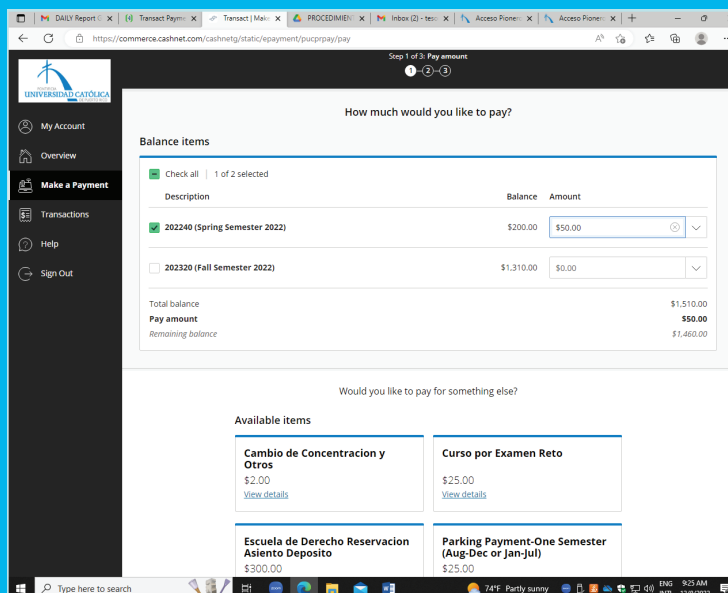 DAILY Report
Transact Payme
Transact | Make
PROCEDIMIEN
Inbox (2) - teso
Acceso Pionero
Acceso Pioner
https://commerce.cashnet.com/cashnetg/static/epayment/pucprpay/pay
Step 1 of 3: Pay amount
1 2 3
PONTIFICIA
UNIVERSIDAD CATÓLICA
DE PUERTO RICO
My Account
Overview
Make a Payment
Transactions
Help
Sign Out
How much would you like to pay?
Balance items
Check all | 1 of 2 selected
Description Balance Amount
202240 (Spring Semester 2022) $200.00 $50.00
202320 (Fall Semester 2022) $1,310.00 $0.00
Total balance $1,510.00
Pay amount $50.00
Remaining balance $1,460.00
Would you like to pay for something else?
Available items
Cambio de Concentracion y
Otros
$2.00
View details
Curso por Examen Reto
$25.00
View details
Escuela de Derecho Reservacion
Asiento Deposito
$300.00
Parking Payment-One Semester
(Aug-Dec or Jan-Jul)
$25.00
Type here to search
74°F Partly sunny
ENG
9:25 AM